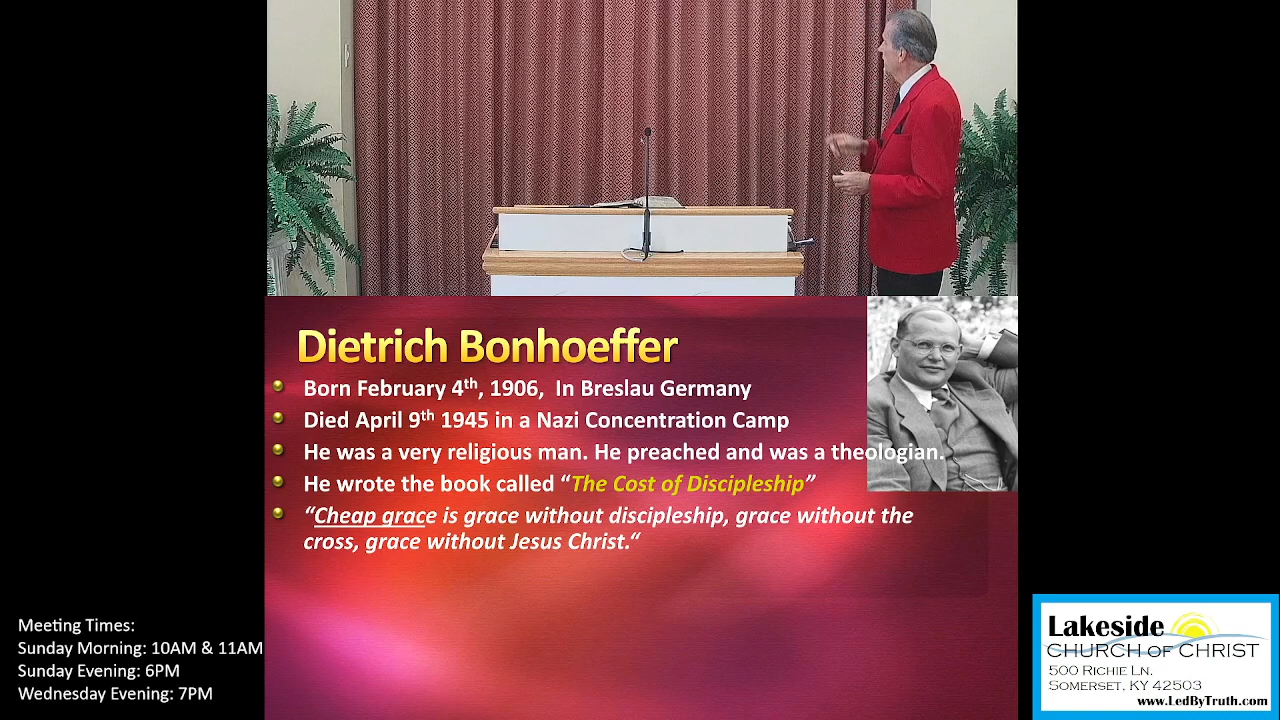 Dietrich Bonhoeffer
Born February 4th, 1906, In Breslau Germany
Died April 9th 1945 in a Nazi Concentration Camp
He was a very religious man. He preached and was a theologian.
He wrote the book called “The Cost of Discipleship”
“Cheap grace is grace without discipleship, grace without the
cross, grace without Jesus Christ.“
Meeting Times:
Sunday Morning: 10AM & 11AM
Sunday Evening: 6PM
Wednesday Evening: 7PM
Lakeside
CHURCH OF CHRIST
500 RICHIE LN.
SOMERSET, KY 42503
www.LedByTruth.com